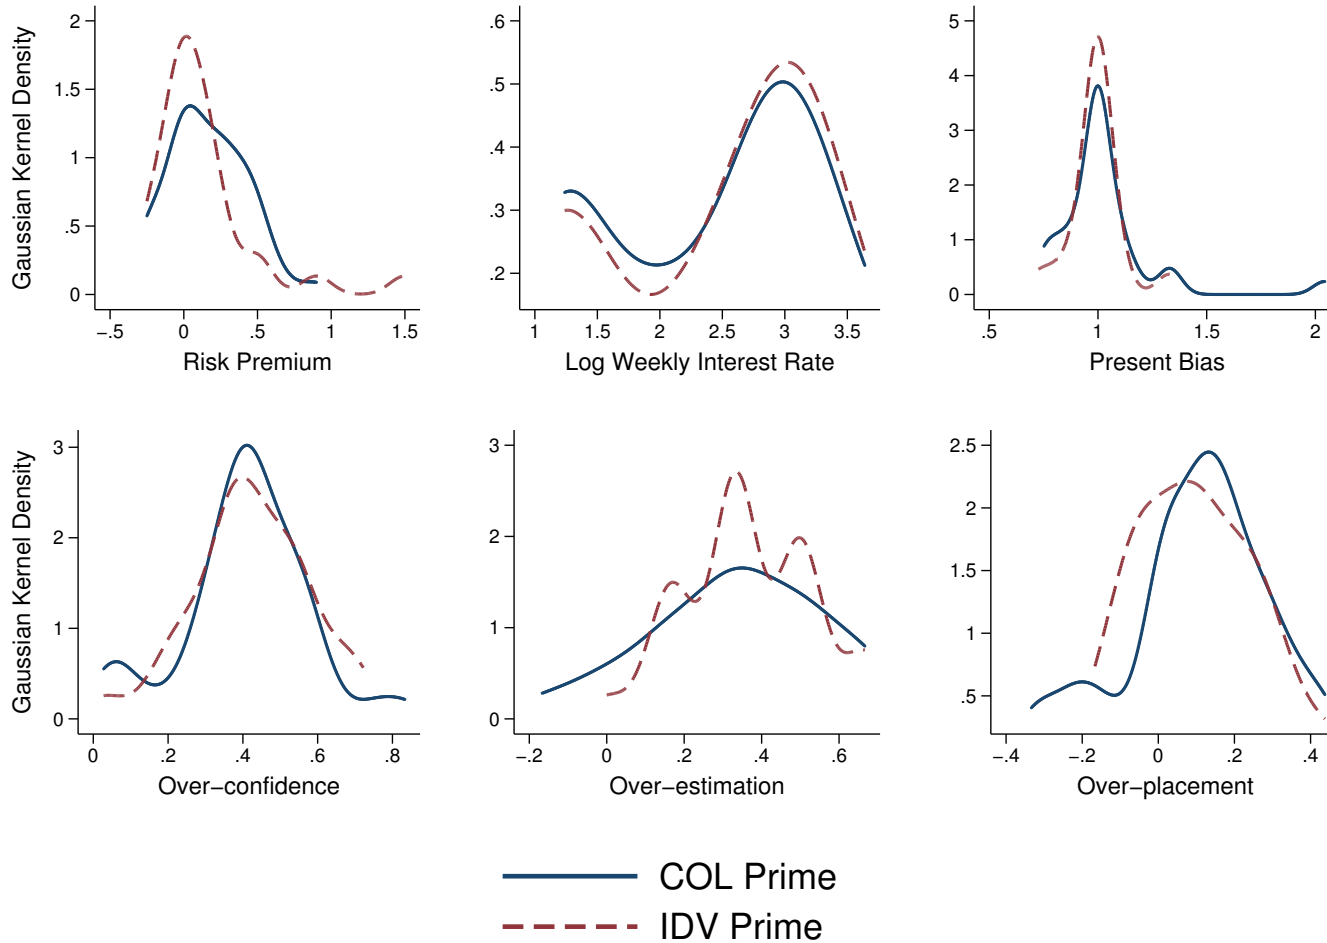 Gaussian Kernel Density
2
1.5
1
.5
0
−.5 0 .5 1 1.5
Risk Premium
.6
.5
.4
.3
.2
1 1.5 2 2.5 3 3.5
Log Weekly Interest Rate
5
4
3
2
1
0
.5 1 1.5 2
Present Bias
Gaussian Kernel Density
3
2
1
0
0 .2 .4 .6 .8
Over−confidence
3
2
1
0
−.2 0 .2 .4 .6
Over−estimation
2.5
2
1.5
1
.5
−.4 −.2 0 .2 .4
Over−placement
COL Prime
IDV Prime